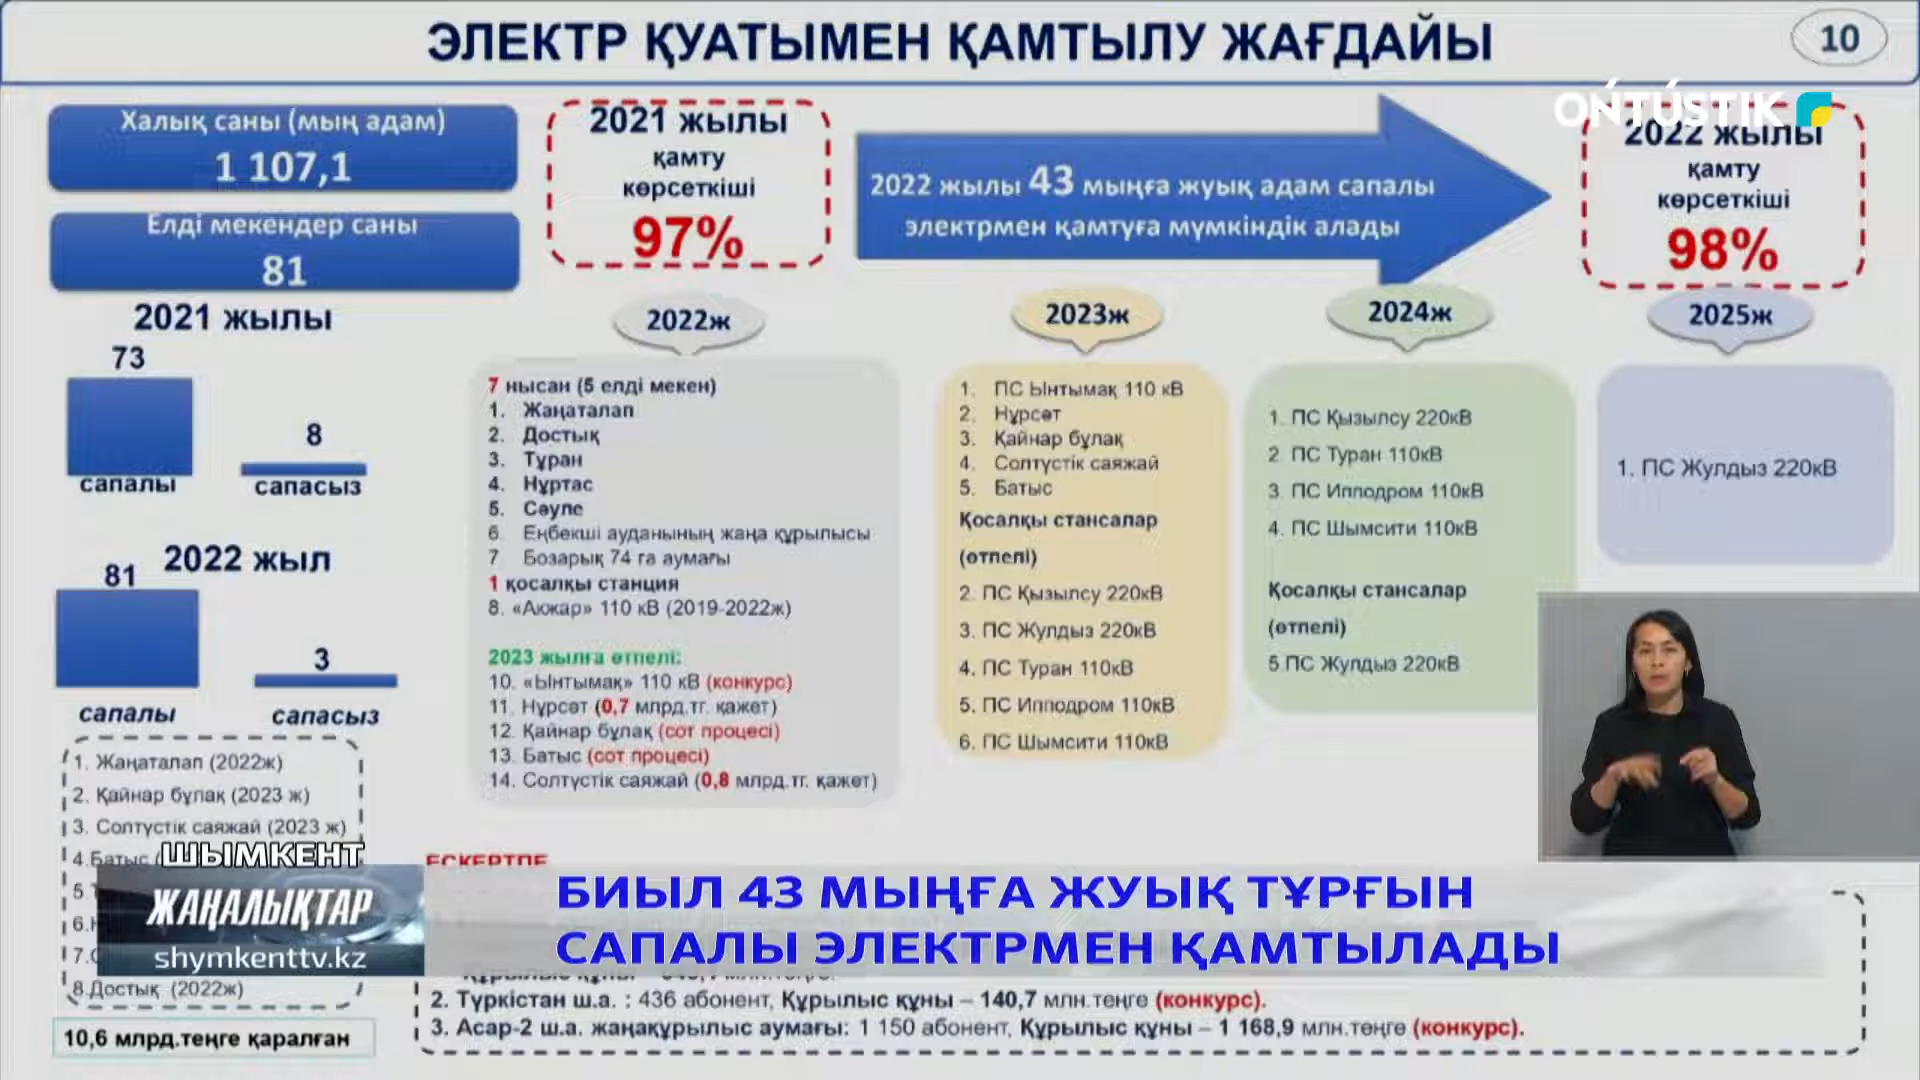 ЭЛЕКТР ҚУАТЫМЕН ҚАМТЫЛУ ЖАҒДАЙЫ
10
OŃTÚSTIK
Халық саны (мың адам)
1 107,1
Елді мекендер саны
81
2021 жылы
қамту
көрсеткіші
97%
2022 жылы 43 мыңға жуық адам сапалы
электрмен қамтуға мүмкіндік алады
2022 жылы
қамту
көрсеткіші
98%
2021 жылы
73
8
сапалы
сапасыз
2022 жыл
81
3
сапалы
сапасыз
1. Жаңаталап (2022ж)
2. Қайнар бұлақ (2023 ж)
3. Солтүстік саяжай (2023 ж)
4.Батыс
5
6.
7.
8.Достық (2022ж)
10,6 млрд.теңге қаралған
2022ж
7 нысан (5 елді мекен)
1. Жаңаталап
2. Достық
3. Тұран
4. Нұртас
5. Сәуле
6. Еңбекші ауданының жаңа құрылысы
7 Бозарық 74 га аумағы
1 қосалқы станция
8. «Акжар» 110 кВ (2019-2022ж)
2023 жылға өтпелі:
10. «Ынтымақ» 110 кВ (конкурс)
11. Нұрсәт (0,7 млрд.тг. қажет)
12. Қайнар бұлақ (сот процесі)
13. Батыс (сот процесі)
14. Солтүстік саяжай (0,8 млрд.тг. қажет)
2023ж
1. ПС Ынтымақ 110 кВ
2. Нұрсәт
3. Қайнар бұлақ
4. Солтүстік саяжай
5. Батыс
Қосалқы стансалар
(өтпелі)
2. ПС Қызылсу 220кВ
3. ПС Жулдыз 220кВ
4. ПС Туран 110кВ
5. ПС Ипподром 110кВ
6. ПС Шымсити 110кВ
2024ж
1. ПС Қызылсу 220кВ
2. ПС Туран 110кВ
3. ПС Ипподром 110кВ
4. ПС Шымсити 110кВ
Қосалқы стансалар
(өтпелі)
5.ПС Жулдыз 220кВ
2025ж
1. ПС Жулдыз 220кВ
ЕСКЕРТПЕ
ШЫМКЕНТ
ЖАҢАЛЫҚТАР
shymkenttv.kz
БИЫЛ 43 МЫҢҒА ЖУЫҚ ТҰРҒЫН
САПАЛЫ ЭЛЕКТРМЕН ҚАМТЫЛАДЫ
2. Түркістан ш.а. : 436 абонент, Құрылыс құны – 140,7 млн.теңге (конкурс).
3. Асар-2 ш.а. жаңақұрылыс аумағы: 1 150 абонент, Құрылыс құны – 1 168,9 млн.теңге (конкурс).